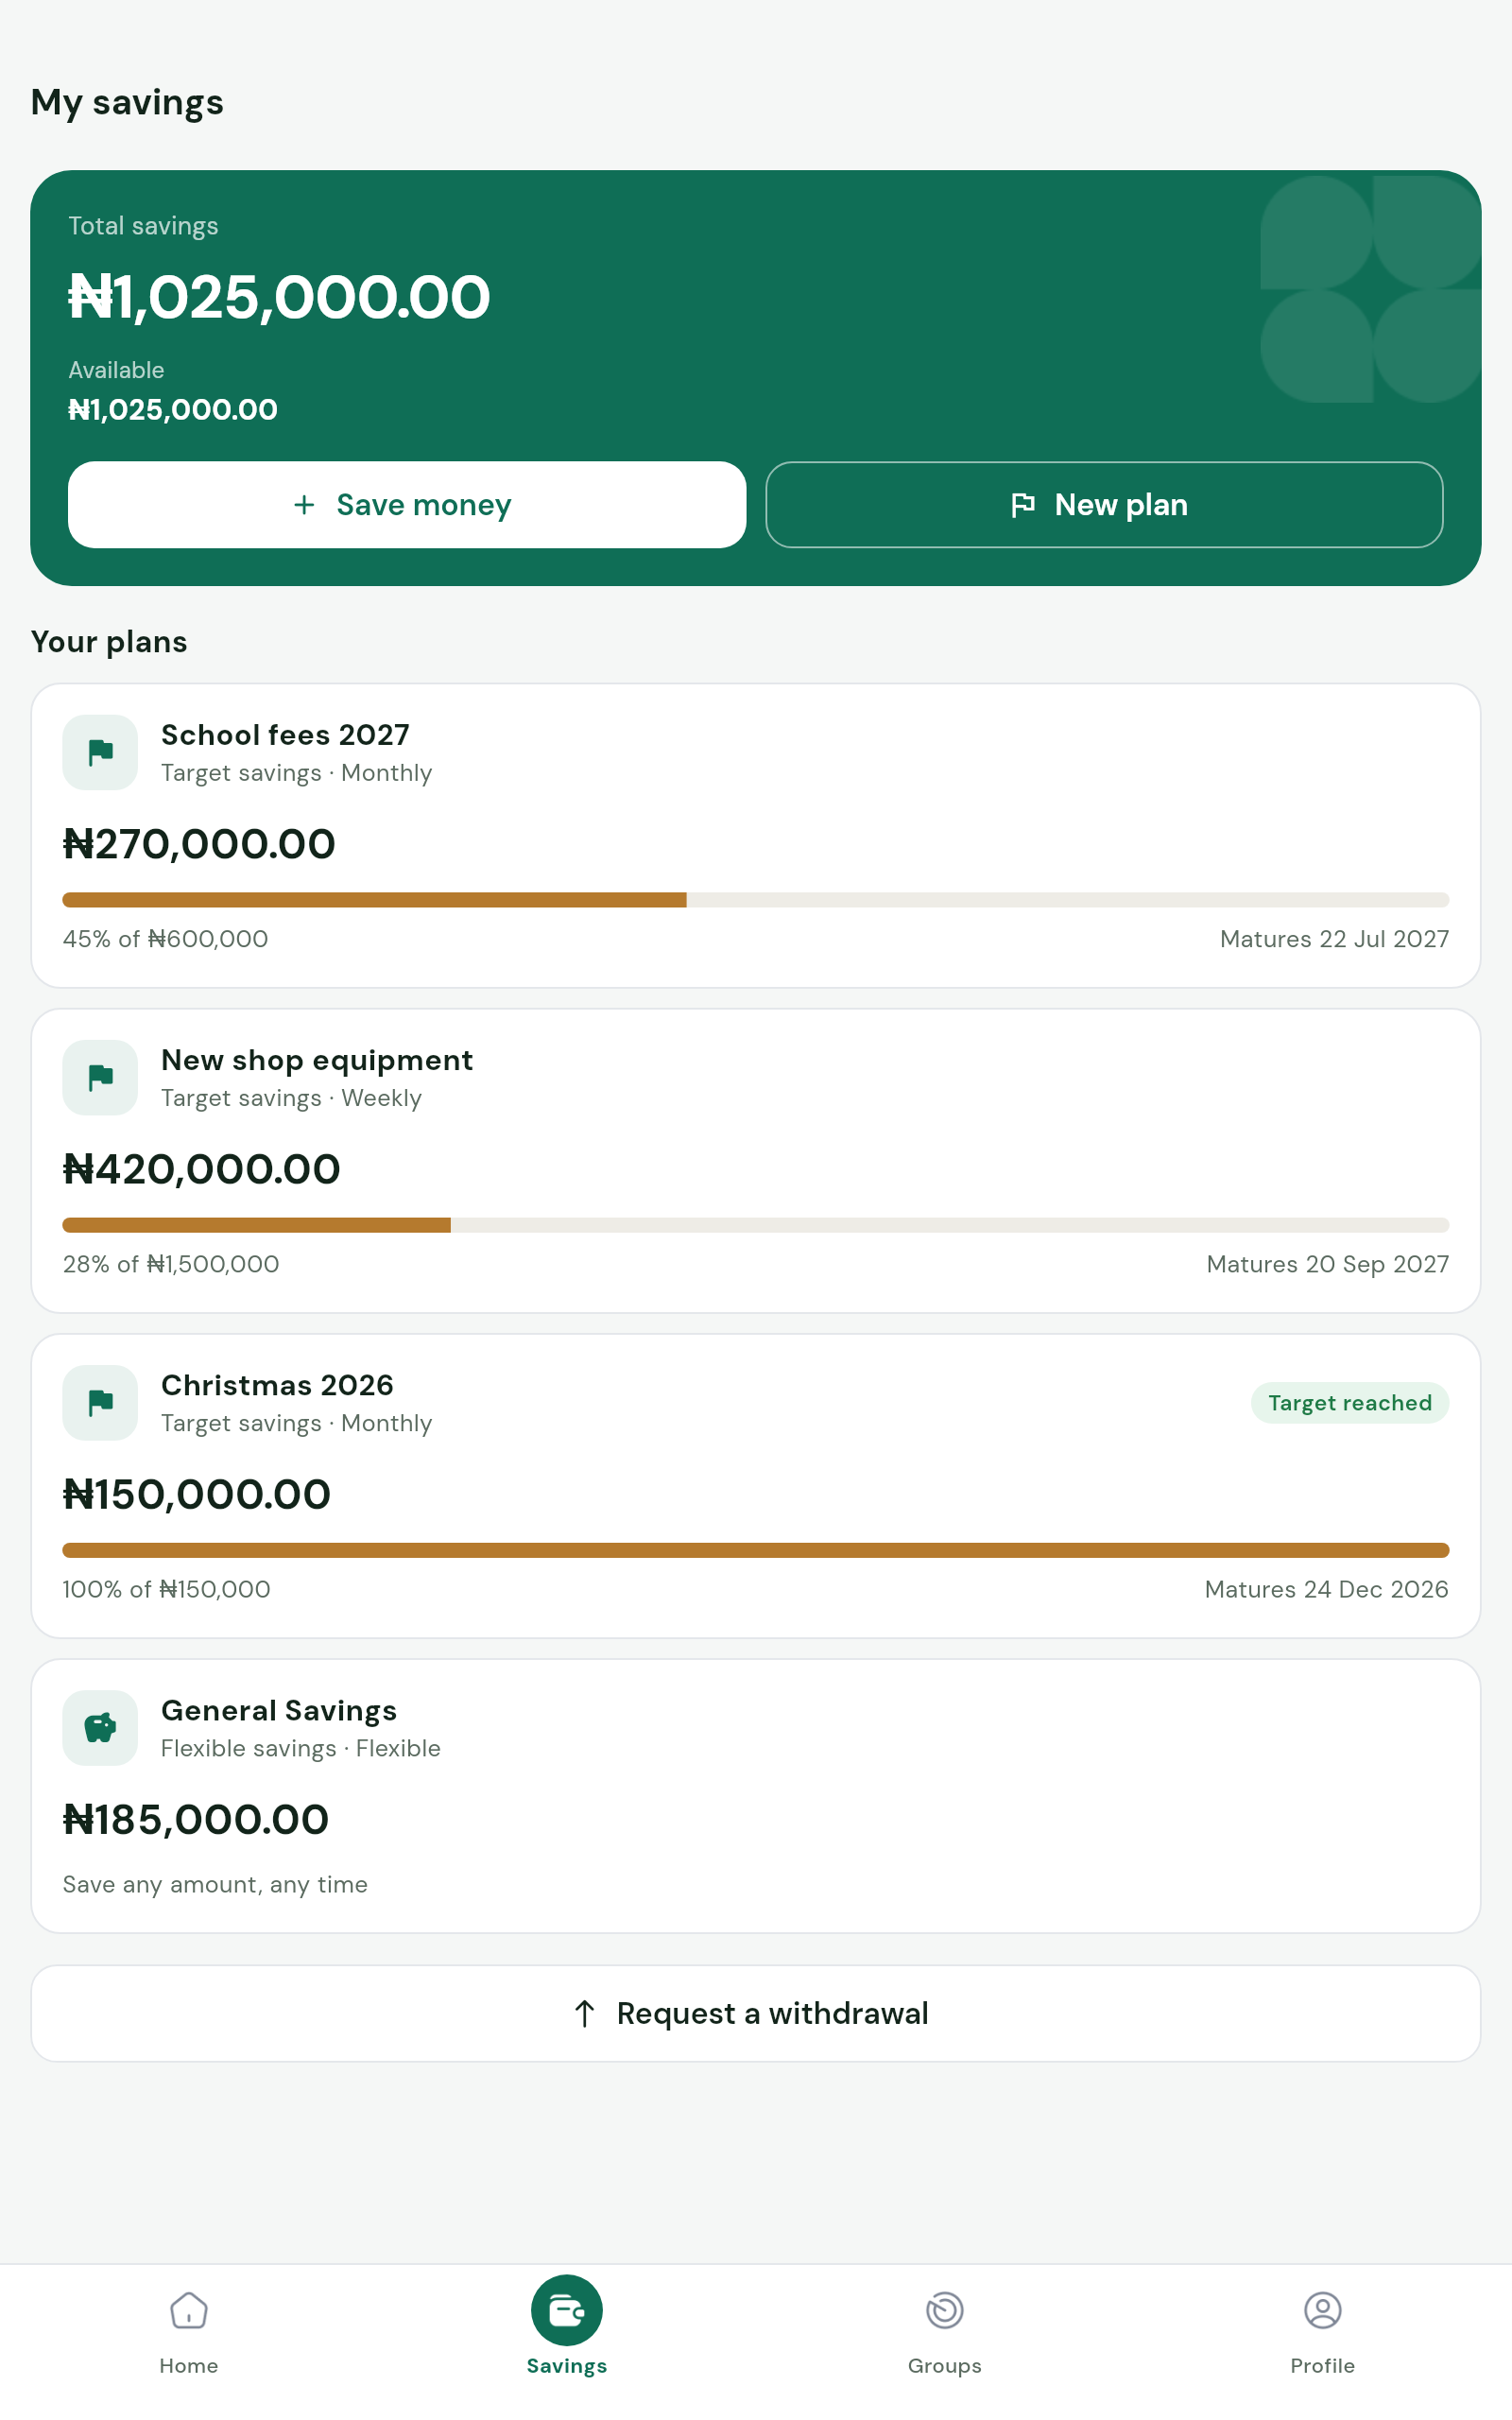 My savings
Total savings
₦1,025,000.00
Available
₦1,025,000.00
Save money
New plan
Your plans
School fees 2027
Target savings · Monthly
₦270,000.00
45% of ₦600,000
Matures 22 Jul 2027
New shop equipment
Target savings · Weekly
₦420,000.00
28% of ₦1,500,000
Matures 20 Sep 2027
Christmas 2026
Target savings · Monthly
Target reached
₦150,000.00
100% of ₦150,000
Matures 24 Dec 2026
General Savings
Flexible savings · Flexible
₦185,000.00
Save any amount, any time
Request a withdrawal
Home
Savings
Groups
Profile